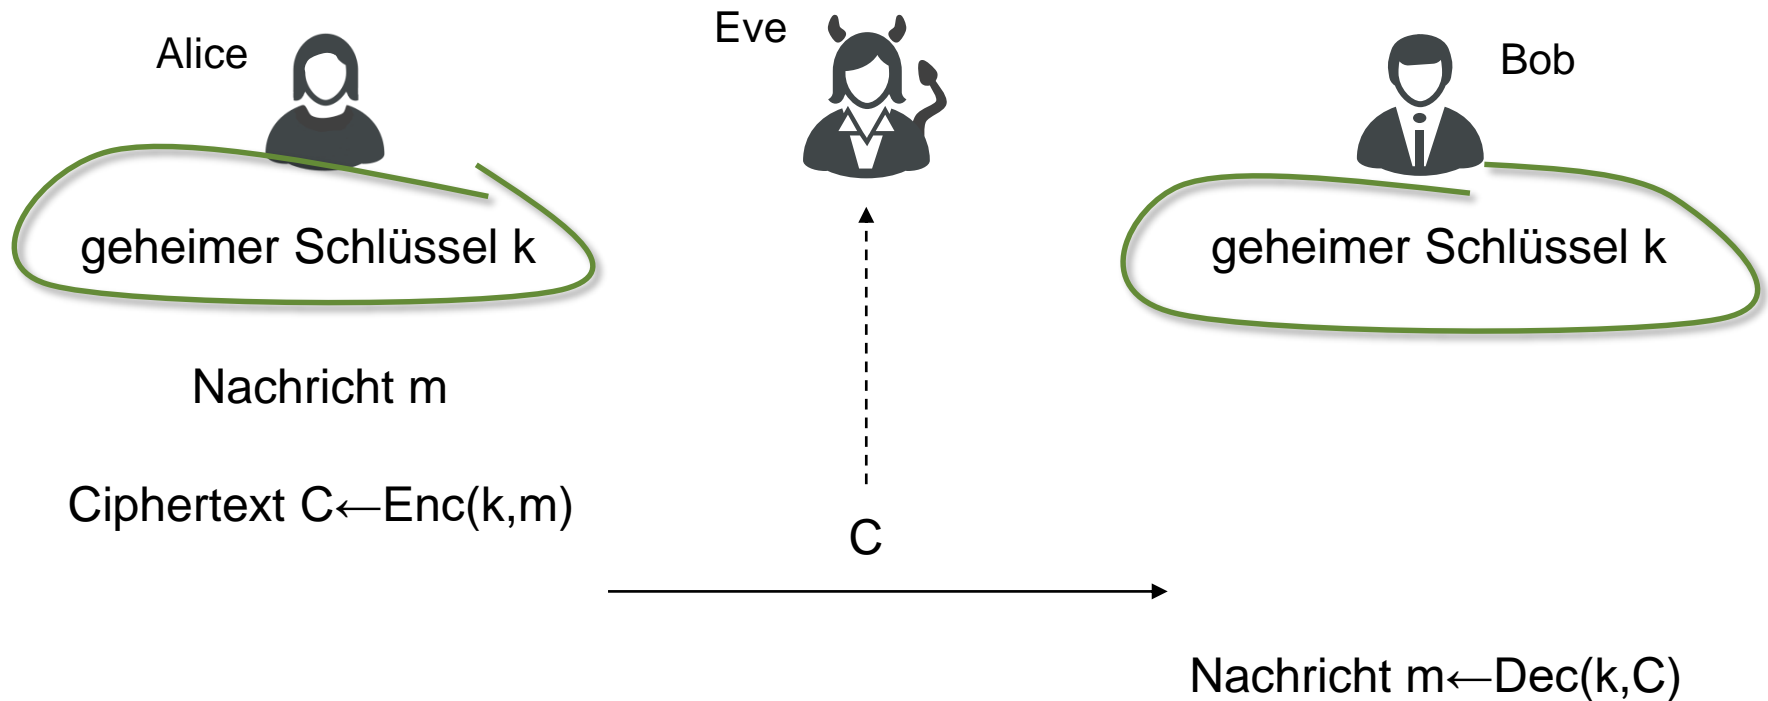 Alice
Eve
Bob
geheimer Schlüssel k
geheimer Schlüssel k
Nachricht m
Ciphertext C←Enc(k,m)
C
Nachricht m←Dec(k,C)